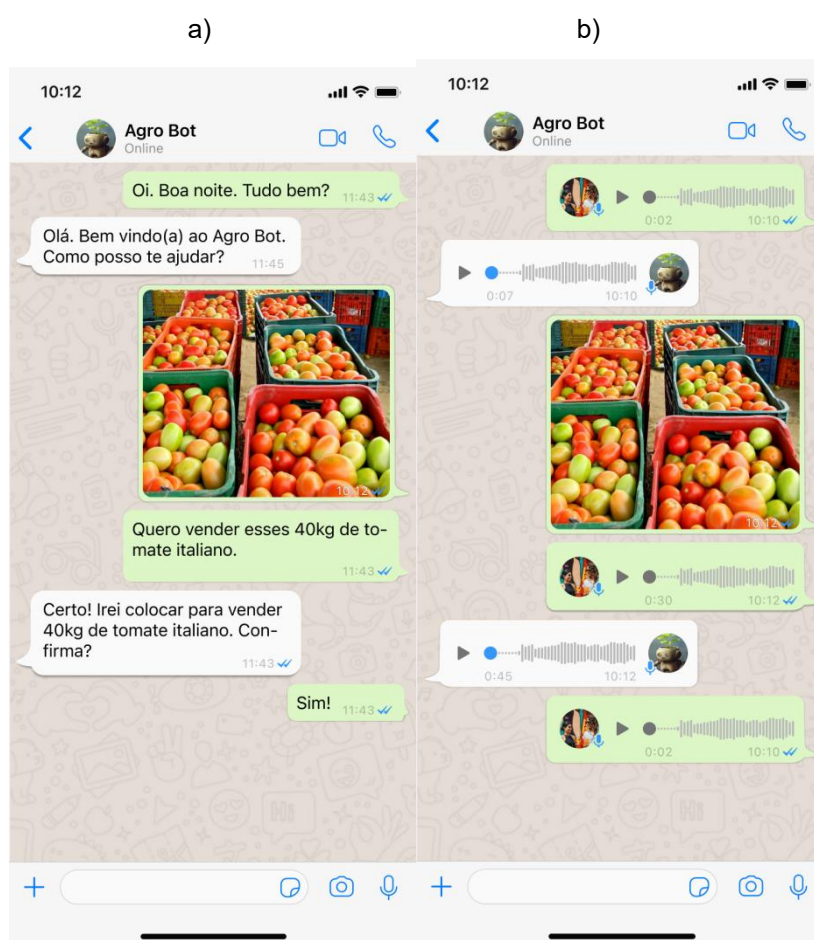 a)
10:12
Agro Bot
Online
Oi. Boa noite. Tudo bem?
11:43
Olá. Bem vindo(a) ao Agro Bot.
Como posso te ajudar?
11:45
10:12
Quero vender esses 40kg de to-
mate italiano.
11:43
Certo! Irei colocar para vender
40kg de tomate italiano. Con-
firma?
11:43
Sim!
11:43
b)
10:12
Agro Bot
Online
0:02
10:10
0:07
10:10
10:12
0:30
10:12
0:45
10:12
0:02
10:10
Hi
Hi